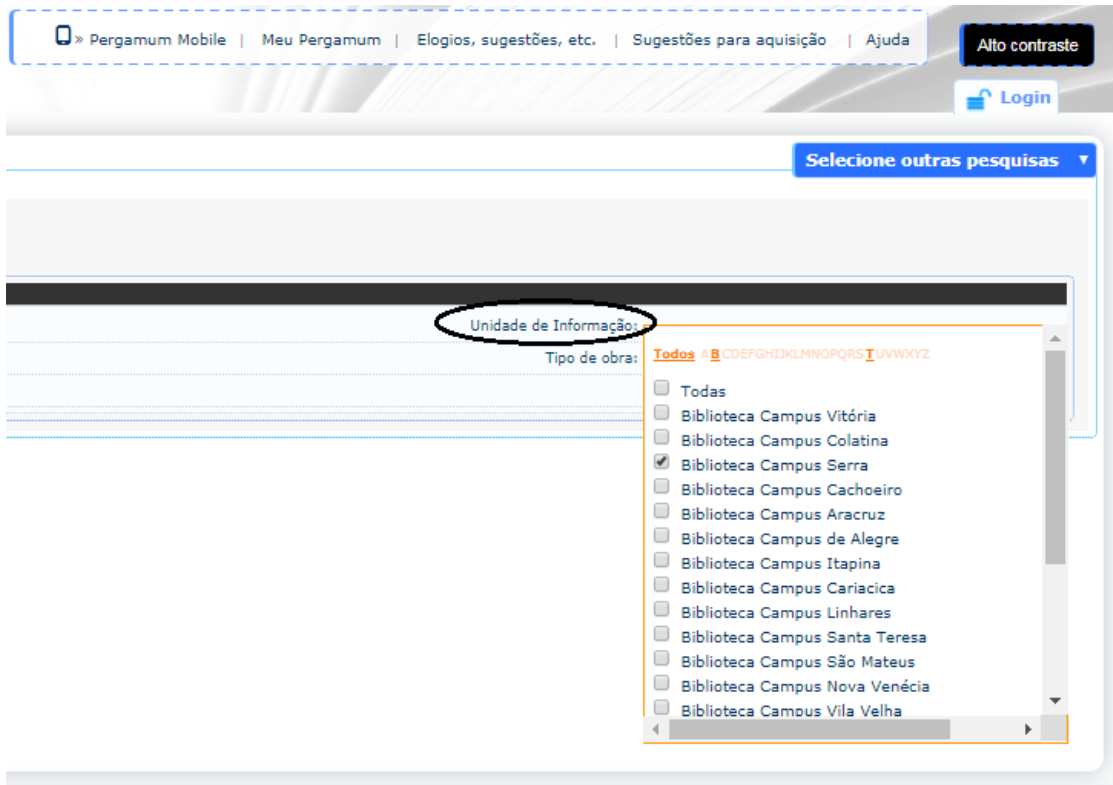 » Pergamum Mobile | Meu Pergamum | Elogios, sugestões, etc. | Sugestões para aquisição | Ajuda
Alto contraste
Login
Selecione outras pesquisas ▼
Unidade de Informação:
Tipo de obra:
Todos ABCDEFGHIJKLMNOPQRSTUVWXYZ
Todas
Biblioteca Campus Vitória
Biblioteca Campus Colatina
Biblioteca Campus Serra
Biblioteca Campus Cachoeiro
Biblioteca Campus Aracruz
Biblioteca Campus de Alegre
Biblioteca Campus Itapina
Biblioteca Campus Cariacica
Biblioteca Campus Linhares
Biblioteca Campus Santa Teresa
Biblioteca Campus São Mateus
Biblioteca Campus Nova Venécia
Biblioteca Campus Vila Velha